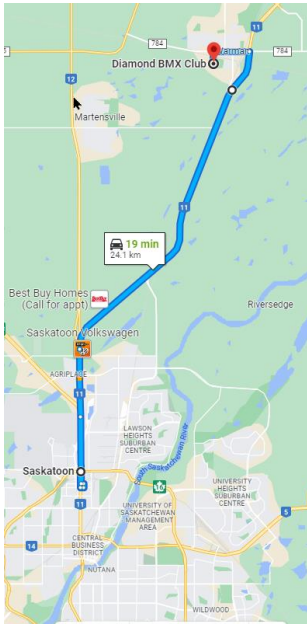 11
784
784
Diamond BMX Club
12
Martensville
11
19 min
24.1 km
Best Buy Homes
(Call for appt)
Riversedge
Saskatoon Volkswagen
AGRIPLACE
11
LAWSON
HEIGHTS
SUBURBAN
CENTRE
Saskatoon
South Saskatchewan River
UNIVERSITY
HEIGHTS
SUBURBAN
CENTRE
11
UNIVERSITY OF
SASKATCHEWAN
MANAGEMENT
AREA
5
14
CENTRAL
BUSINESS
DISTRICT
NUTANA
11
WILDWOOD